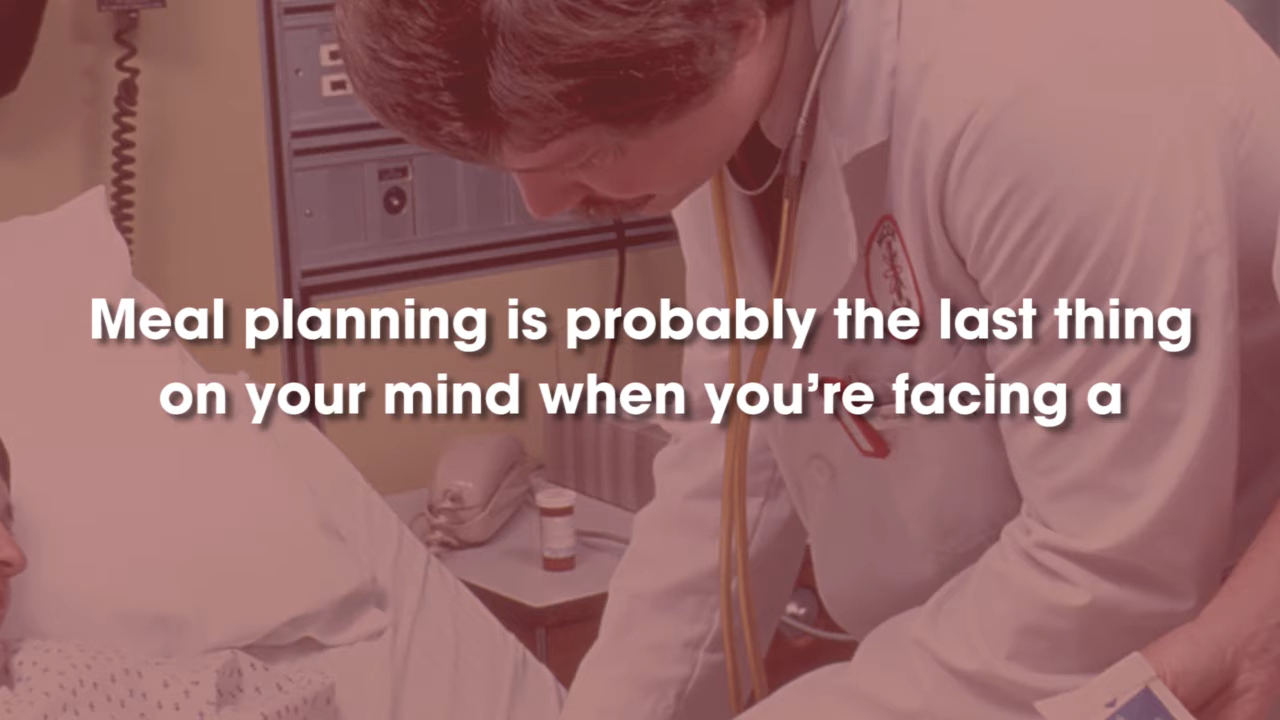 Meal planning is probably the last thing
on your mind when you’re facing a